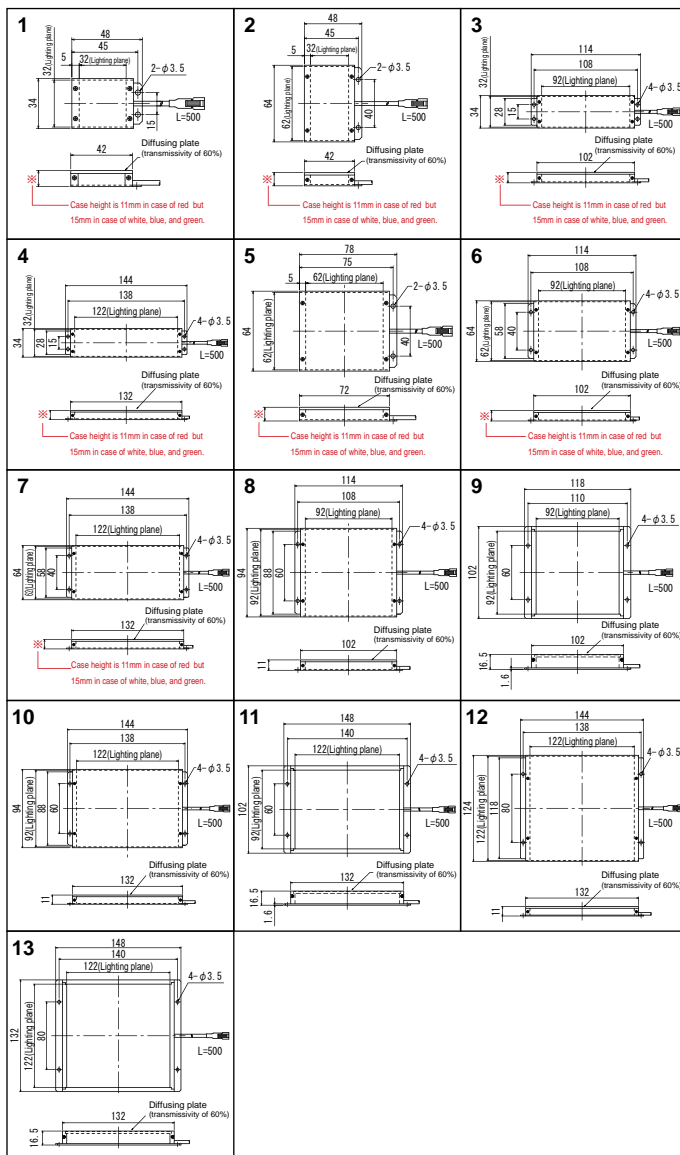 1
48
45
5
32(Lighting plane)
32(Lighting plane)
34
2-φ3.5
15
L=500
Diffusing plate
(transmissivity of 60%)
42
※
Case height is 11mm in case of red but
15mm in case of white, blue, and green.
2
48
45
5
32(Lighting plane)
2-φ3.5
64
62(Lighting plane)
40
L=500
Diffusing plate
(transmissivity of 60%)
42
※
Case height is 11mm in case of red but
15mm in case of white, blue, and green.
3
114
108
92(Lighting plane)
32(Lighting plane)
4-φ3.5
34
28
15
L=500
Diffusing plate
(transmissivity of 60%)
102
※
Case height is 11mm in case of red but
15mm in case of white, blue, and green.
4
144
138
122(Lighting plane)
32(Lighting plane)
4-φ3.5
34
28
15
L=500
Diffusing plate
(transmissivity of 60%)
132
※
Case height is 11mm in case of red but
15mm in case of white, blue, and green.
5
78
75
5
62(Lighting plane)
2-φ3.5
64
62(Lighting plane)
40
L=500
Diffusing plate
(transmissivity of 60%)
72
※
Case height is 11mm in case of red but
15mm in case of white, blue, and green.
6
114
108
92(Lighting plane)
4-φ3.5
64
62(Lighting plane)
58
40
L=500
Diffusing plate
(transmissivity of 60%)
102
※
Case height is 11mm in case of red but
15mm in case of white, blue, and green.
7
144
138
122(Lighting plane)
4-φ3.5
64
62(Lighting plane)
58
40
L=500
Diffusing plate
(transmissivity of 60%)
132
※
Case height is 11mm in case of red but
15mm in case of white, blue, and green.
8
114
108
92(Lighting plane)
4-φ3.5
94
92(Lighting plane)
88
60
L=500
Diffusing plate
(transmissivity of 60%)
102
11
9
118
110
92(Lighting plane)
4-φ3.5
102
92(Lighting plane)
60
L=500
Diffusing plate
(transmissivity of 60%)
102
16.5
1.6
10
144
138
122(Lighting plane)
4-φ3.5
94
92(Lighting plane)
88
60
L=500
Diffusing plate
(transmissivity of 60%)
132
11
11
148
140
122(Lighting plane)
4-φ3.5
102
92(Lighting plane)
60
L=500
Diffusing plate
(transmissivity of 60%)
132
16.5
1.6
12
144
138
122(Lighting plane)
4-φ3.5
124
122(Lighting plane)
118
80
L=500
Diffusing plate
(transmissivity of 60%)
132
11
13
148
140
122(Lighting plane)
4-φ3.5
132
122(Lighting plane)
80
L=500
Diffusing plate
(transmissivity of 60%)
132
16.5